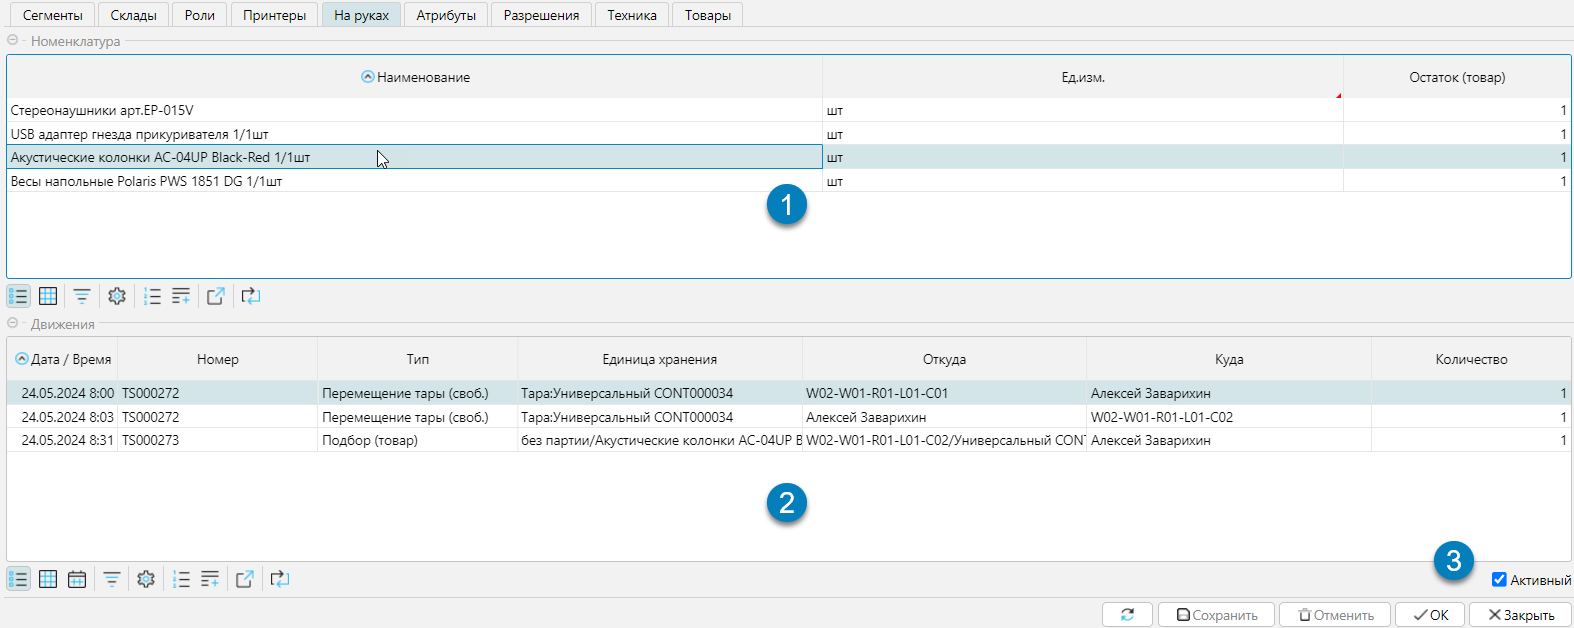 Сегменты Склады Роли Принтеры На руках Атрибуты Разрешения Техника Товары
Номенклатура
Наименование Ед.изм. Остаток (товар)
Стереонаушники арт.EP-015V шт 1
USB адаптер гнезда прикуривателя 1/1шт шт 1
Акустические колонки AC-04UP Black-Red 1/1шт шт 1
Весы напольные Polaris PWS 1851 DG 1/1шт шт 1
1
Движения
Дата / Время Номер Тип Единица хранения Откуда Куда Количество
24.05.2024 8:00 TS000272 Перемещение тары (своб.) Тара:Универсальный CONT000034 W02-W01-R01-L01-C01 Алексей Заварихин 1
24.05.2024 8:03 TS000272 Перемещение тары (своб.) Тара:Универсальный CONT000034 Алексей Заварихин W02-W01-R01-L01-C02 1
24.05.2024 8:31 TS000273 Подбор (товар) без партии/Акустические колонки AC-04UP B W02-W01-R01-L01-C02/Универсальный CONT Алексей Заварихин 1
2
3
Активный
Сохранить Отменить OK Закрыть